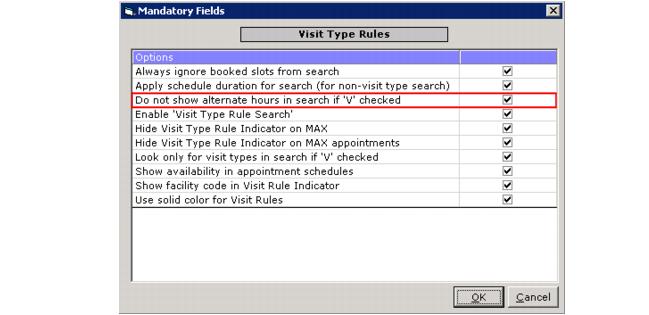 Mandatory Fields
Visit Type Rules
Options
Always ignore booked slots from search
Apply schedule duration for search (for non-visit type search)
Do not show alternate hours in search if 'V' checked
Enable 'Visit Type Rule Search'
Hide Visit Type Rule Indicator on MAX
Hide Visit Type Rule Indicator on MAX appointments
Look only for visit types in search if 'V' checked
Show availability in appointment schedules
Show facility code in Visit Rule Indicator
Use solid color for Visit Rules
OK Cancel